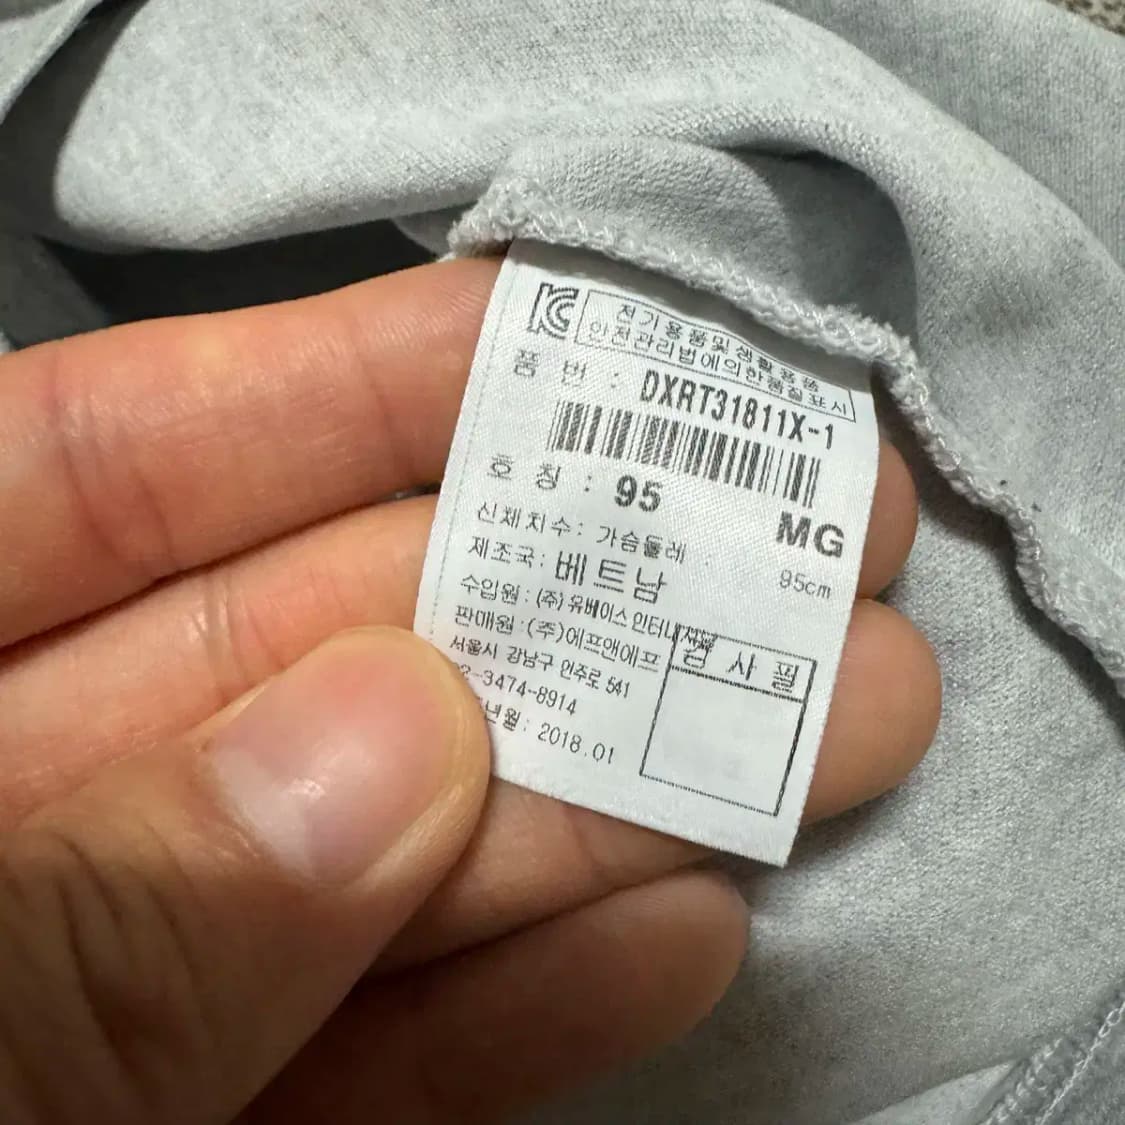 전기용품및생활용품
안전관리법에의한품질표시
품 번 : DXRT31811X-1
호 칭 : 95
MG
신체치수: 가슴둘레
95cm
제조국: 베트남
수입원 : (주)유베이스인터내셔널
판매원 : (주)에프앤에프
검 사 필
서울시 강남구 언주로 541
-3474-8914
년월: 2018.01